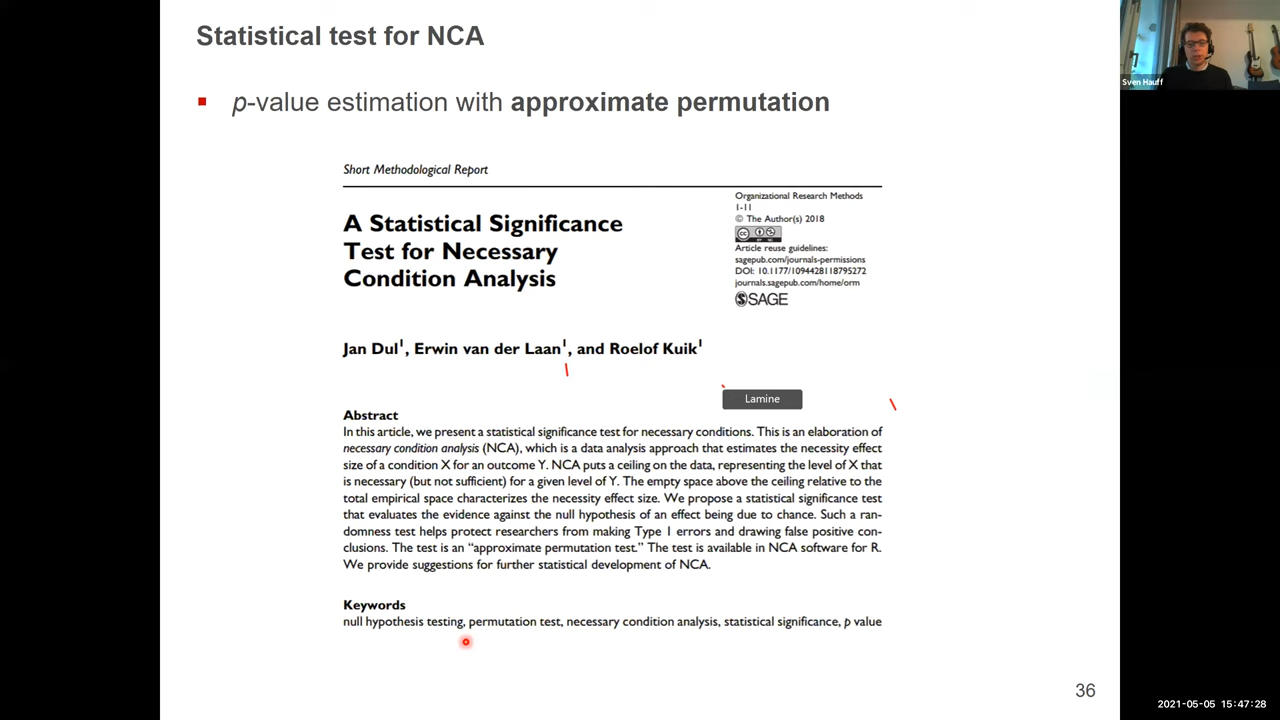 Statistical test for NCA
Sven Hauff
p-value estimation with approximate permutation
Short Methodological Report
Organizational Research Methods
1-11
© The Author(s) 2018
Article reuse guidelines:
sagepub.com/journals-permissions
DOI: 10.1177/1094428118795272
journals.sagepub.com/home/orm
SAGE
A Statistical Significance
Test for Necessary
Condition Analysis
Jan Dul1, Erwin van der Laan1, and Roelof Kuik1
Lamine
Abstract
In this article, we present a statistical significance test for necessary conditions. This is an elaboration of
necessary condition analysis (NCA), which is a data analysis approach that estimates the necessity effect
size of a condition X for an outcome Y. NCA puts a ceiling on the data, representing the level of X that
is necessary (but not sufficient) for a given level of Y. The empty space above the ceiling relative to the
total empirical space characterizes the necessity effect size. We propose a statistical significance test
that evaluates the evidence against the null hypothesis of an effect being due to chance. Such a ran-
domness test helps protect researchers from making Type 1 errors and drawing false positive con-
clusions. The test is an “approximate permutation test.” The test is available in NCA software for R.
We provide suggestions for further statistical development of NCA.
Keywords
null hypothesis testing, permutation test, necessary condition analysis, statistical significance, p value
36
2021-05-05 15:47:28